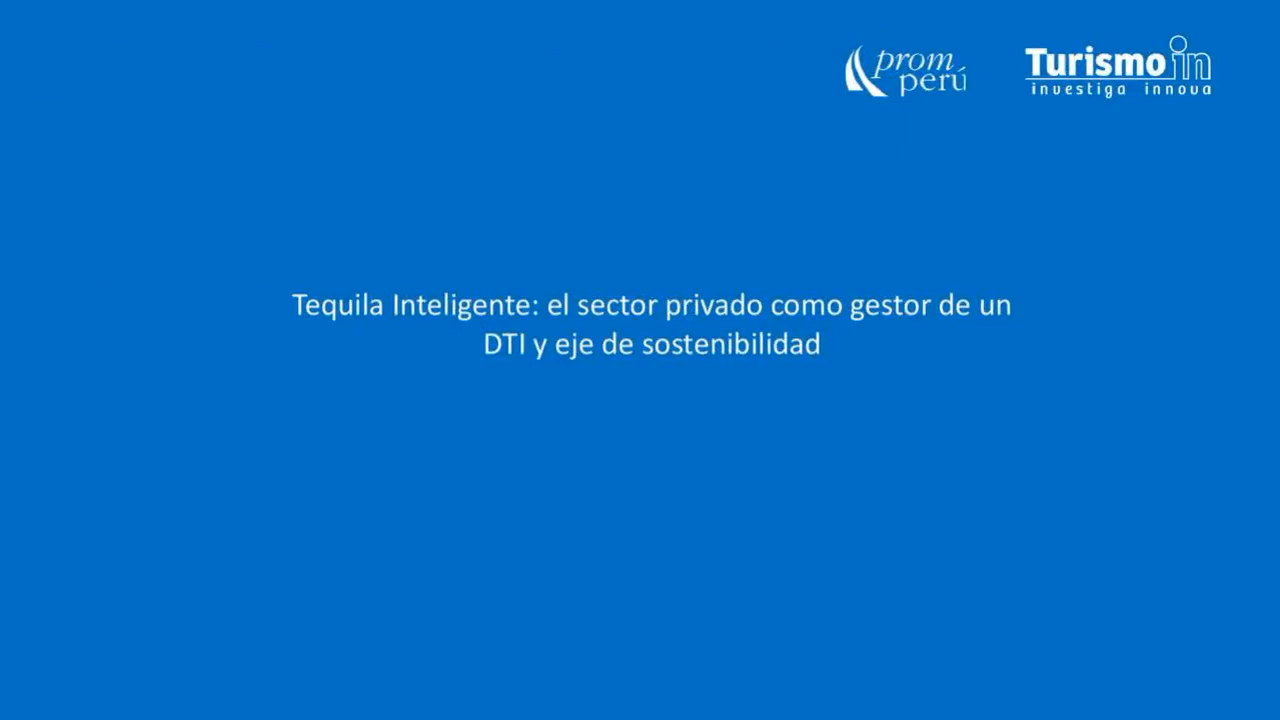 prom
perú
Turismo in
investiga innova
Tequila Inteligente: el sector privado como gestor de un
DTI y eje de sostenibilidad